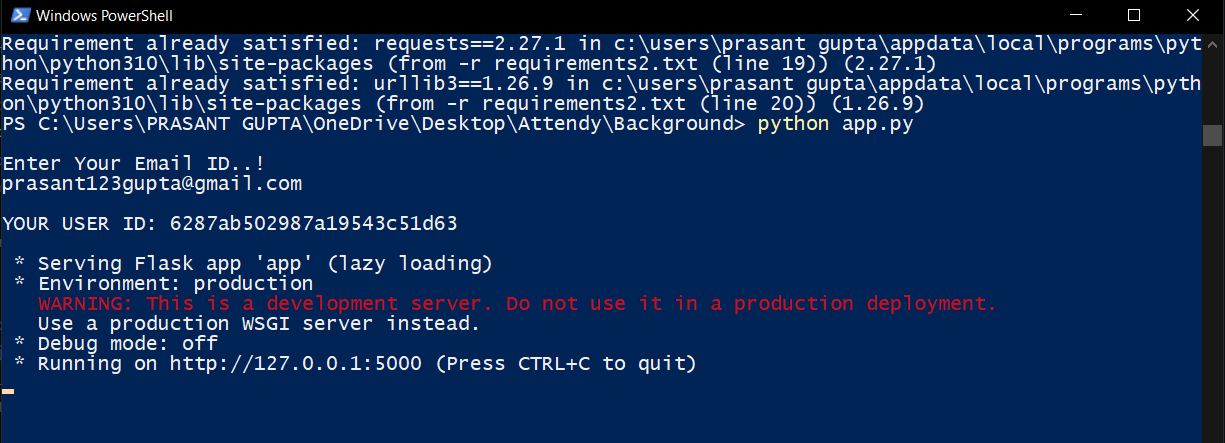 Windows PowerShell
Requirement already satisfied: requests==2.27.1 in c:\users\prasant gupta\appdata\local\programs\pyt
hon\python310\lib\site-packages (from -r requirements2.txt (line 19)) (2.27.1)
Requirement already satisfied: urllib3==1.26.9 in c:\users\prasant gupta\appdata\local\programs\pyth
on\python310\lib\site-packages (from -r requirements2.txt (line 20)) (1.26.9)
PS C:\Users\PRASANT GUPTA\OneDrive\Desktop\Attendy\Background> python app.py
Enter Your Email ID..!
prasant123gupta@gmail.com
YOUR USER ID: 6287ab502987a19543c51d63
* Serving Flask app 'app' (lazy loading)
* Environment: production
WARNING: This is a development server. Do not use it in a production deployment.
Use a production WSGI server instead.
* Debug mode: off
* Running on http://127.0.0.1:5000 (Press CTRL+C to quit)